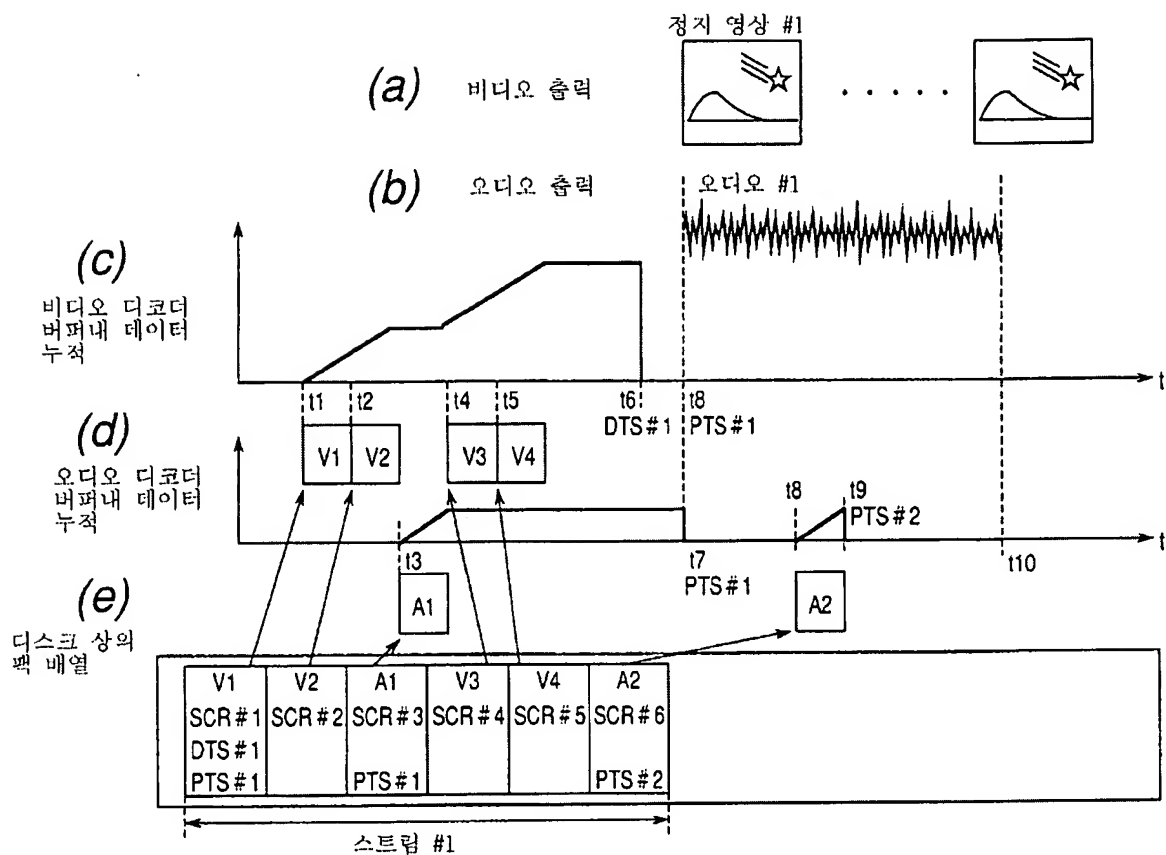 정지 영상 #1
(a) 비디오 출력
(b) 오디오 출력
오디오 #1
(c)
비디오 디코더
버퍼내 데이터
누적
t
t1 t2 t4 t5 t6 t8
DTS#1 PTS#1
(d)
V1 V2 V3 V4
오디오 디코더
버퍼내 데이터
누적
t8 t9
PTS#2
t
t3 t7 t10
PTS#1
(e)
A1 A2
디스크 상의
팩 배열
V1 V2 A1 V3 V4 A2
SCR#1 SCR#2 SCR#3 SCR#4 SCR#5 SCR#6
DTS#1
PTS#1 PTS#1 PTS#2
스트림 #1